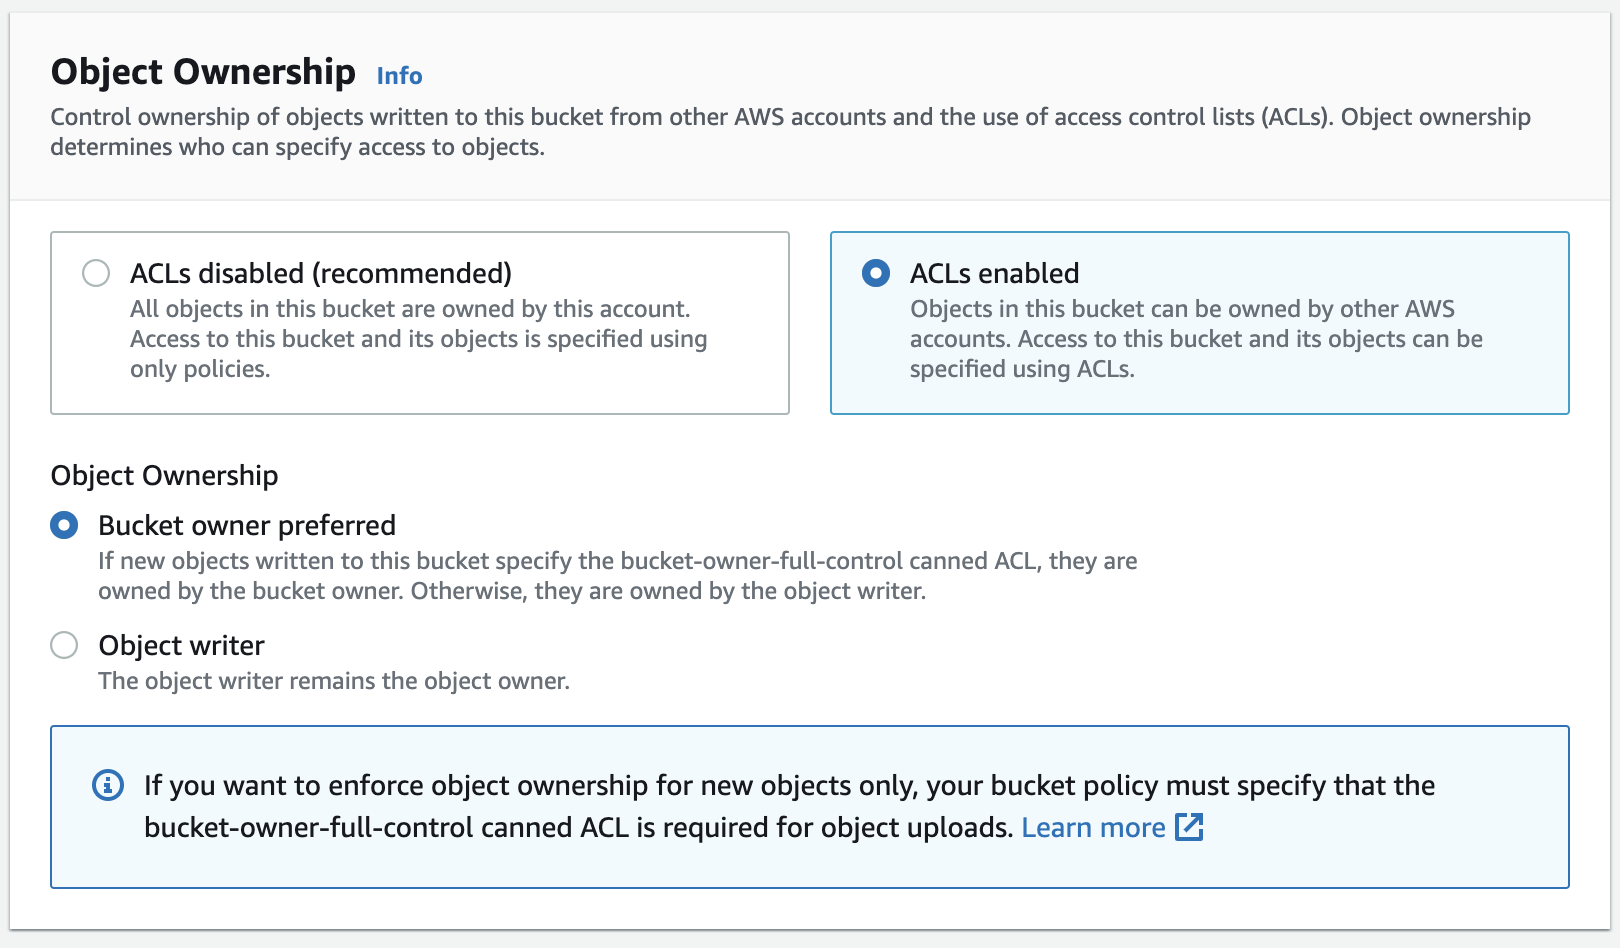 Object Ownership Info
Control ownership of objects written to this bucket from other AWS accounts and the use of access control lists (ACLs). Object ownership
determines who can specify access to objects.
ACLs disabled (recommended)
All objects in this bucket are owned by this account.
Access to this bucket and its objects is specified using
only policies.
ACLs enabled
Objects in this bucket can be owned by other AWS
accounts. Access to this bucket and its objects can be
specified using ACLs.
Object Ownership
Bucket owner preferred
If new objects written to this bucket specify the bucket-owner-full-control canned ACL, they are
owned by the bucket owner. Otherwise, they are owned by the object writer.
Object writer
The object writer remains the object owner.
If you want to enforce object ownership for new objects only, your bucket policy must specify that the
bucket-owner-full-control canned ACL is required for object uploads. Learn more